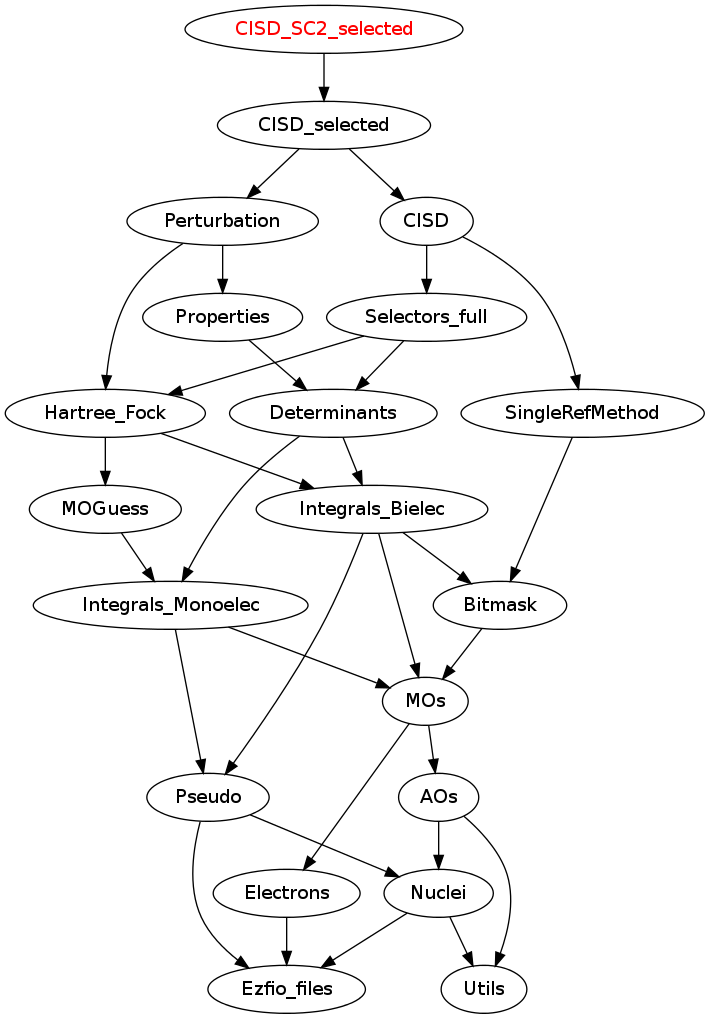 CISD_SC2_selected
CISD_selected
Perturbation
CISD
Properties
Selectors_full
Hartree_Fock
Determinants
SingleRefMethod
MOGuess
Integrals_Bielec
Integrals_Monoelec
Bitmask
MOs
Pseudo
AOs
Electrons
Nuclei
Ezfio_files
Utils